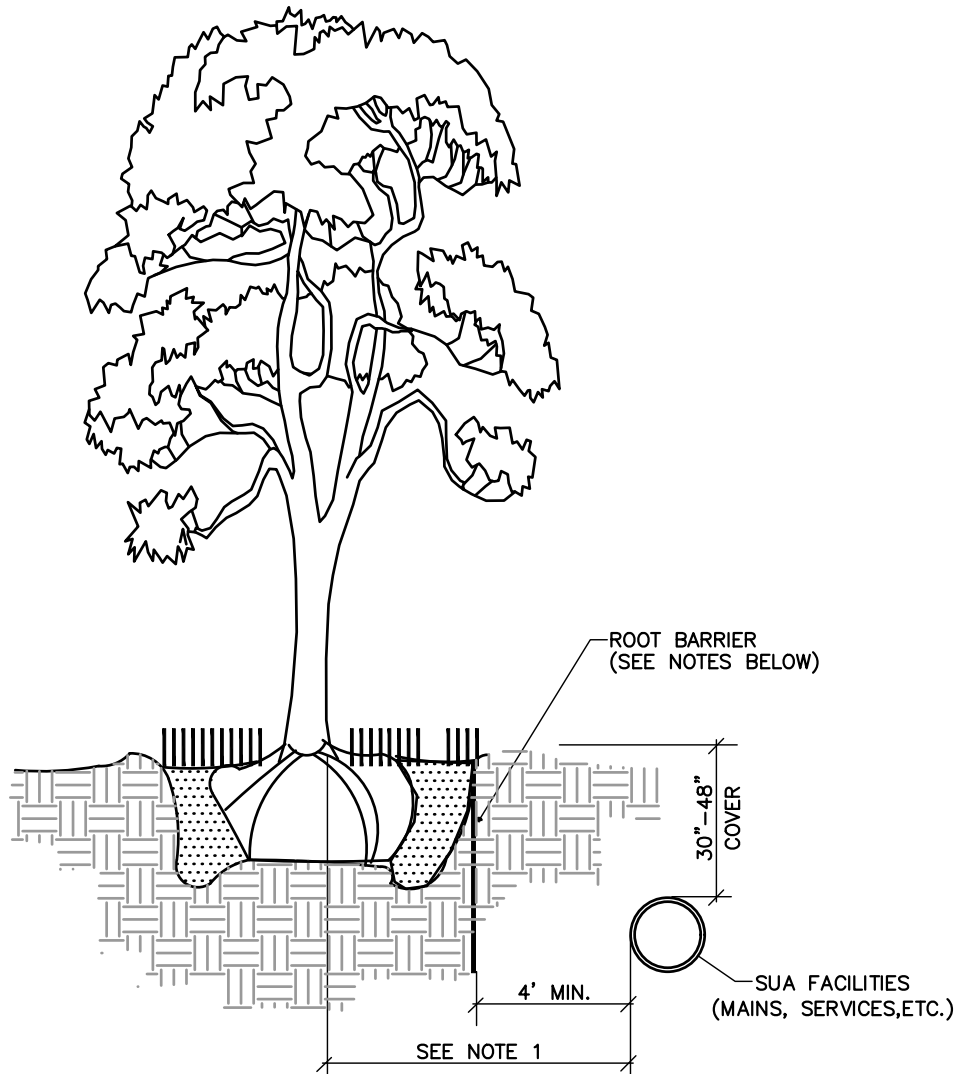 ROOT BARRIER
(SEE NOTES BELOW)
30"-48"
COVER
4' MIN.
SUA FACILITIES
(MAINS, SERVICES,ETC.)
SEE NOTE 1